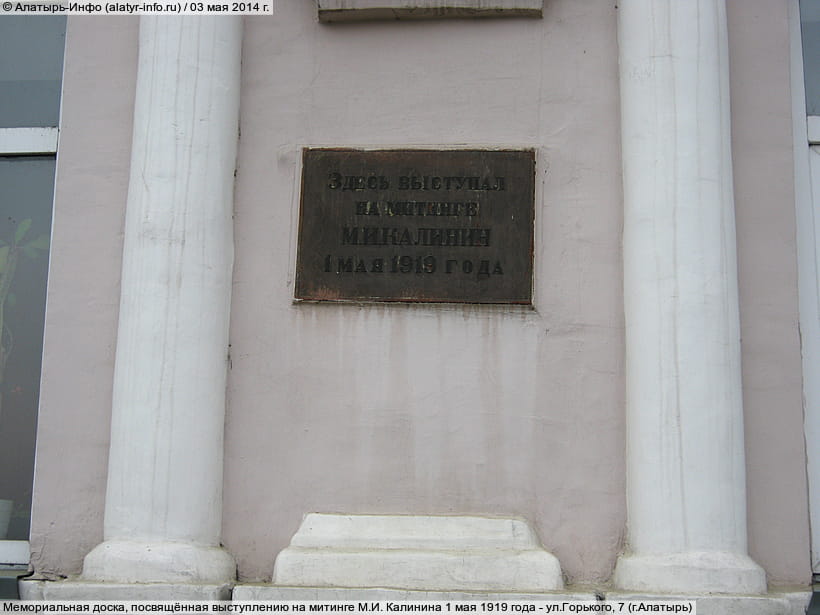 © Алатырь-Инфо (alatyr-info.ru) / 03 мая 2014 г.
Здесь выступал
на митинге
М.И.Калинин
1 мая 1919 года
Мемориальная доска, посвящённая выступлению на митинге М.И. Калинина 1 мая 1919 года - ул.Горького, 7 (г.Алатырь)